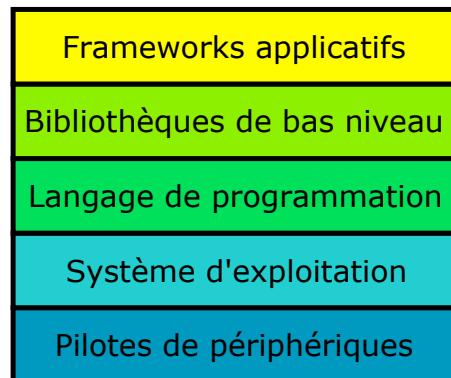 Frameworks applicatifs
Bibliothèques de bas niveau
Langage de programmation
Système d'exploitation
Pilotes de périphériques